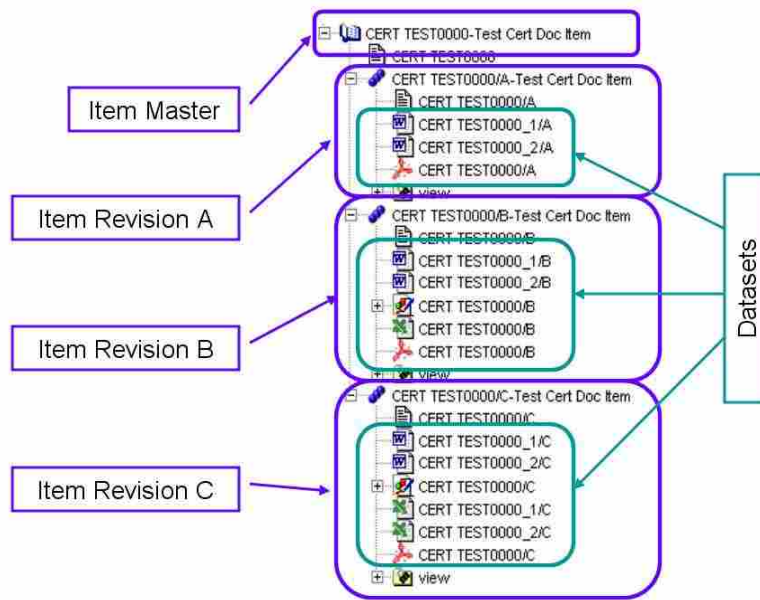 CERT TEST0000-Test Cert Doc Item
CERT TEST0000
CERT TEST0000/A-Test Cert Doc Item
CERT TEST0000/A
CERT TEST0000_1/A
CERT TEST0000_2/A
CERT TEST0000/A
view
CERT TEST0000/B-Test Cert Doc Item
CERT TEST0000/B
CERT TEST0000_1/B
CERT TEST0000_2/B
CERT TEST0000/B
CERT TEST0000/B
CERT TEST0000/B
view
CERT TEST0000/C-Test Cert Doc Item
CERT TEST0000/C
CERT TEST0000_1/C
CERT TEST0000_2/C
CERT TEST0000/C
CERT TEST0000_1/C
CERT TEST0000_2/C
CERT TEST0000/C
view
Item Master
Item Revision A
Item Revision B
Item Revision C
Datasets